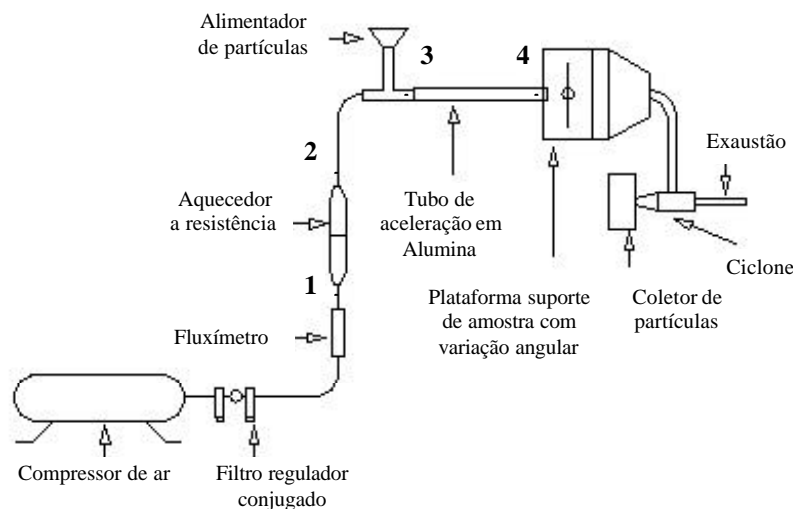 Alimentador
de partículas
3
4
2
Exaustão
Aquecedor
a resistência
Tubo de
aceleração em
Alumina
Ciclone
1
Plataforma suporte
de amostra com
variação angular
Coletor de
partículas
Fluxímetro
Compressor de ar
Filtro regulador
conjugado